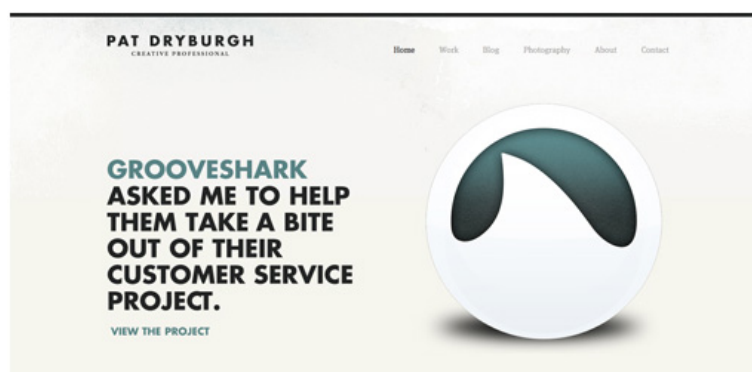 PAT DRYBURGH
CREATIVE PROFESSIONAL
Home Work Blog Photography About Contact
GROOVESHARK
ASKED ME TO HELP
THEM TAKE A BITE
OUT OF THEIR
CUSTOMER SERVICE
PROJECT.
VIEW THE PROJECT